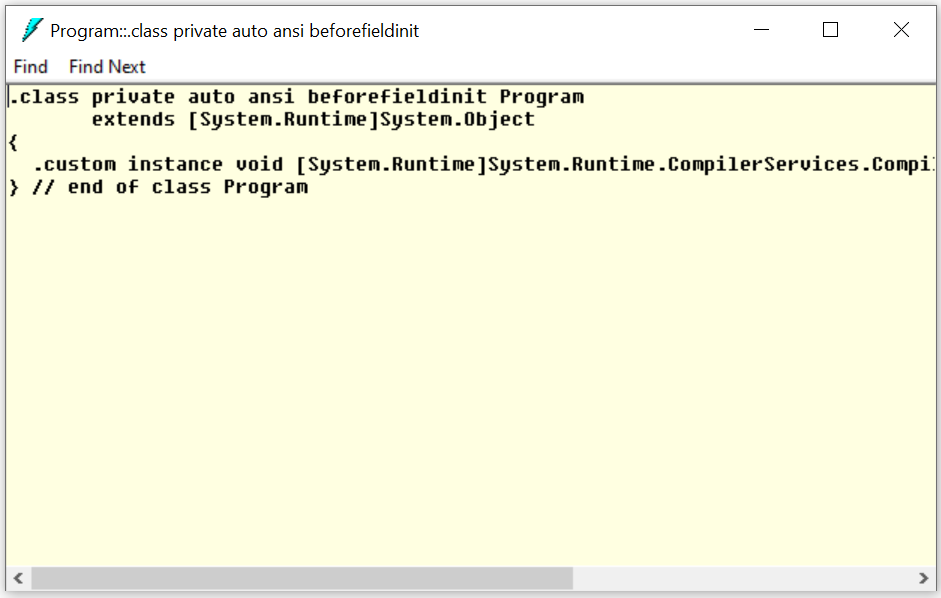 Program::.class private auto ansi beforefieldinit
Find Find Next
.class private auto ansi beforefieldinit Program
extends [System.Runtime]System.Object
{
.custom instance void [System.Runtime]System.Runtime.CompilerServices.Compil
} // end of class Program